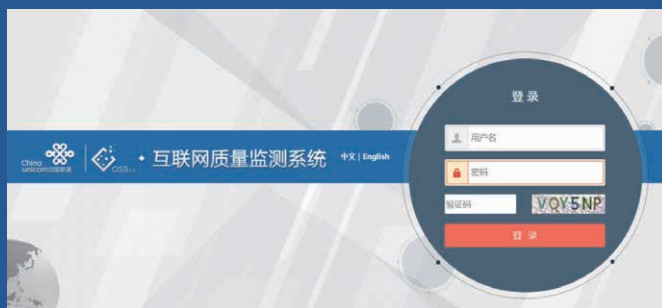 登录
用户名
China unicom中国联通
OSS
· 互联网质量监测系统
中文 | English
密码
验证码
VQY5NP
登 录